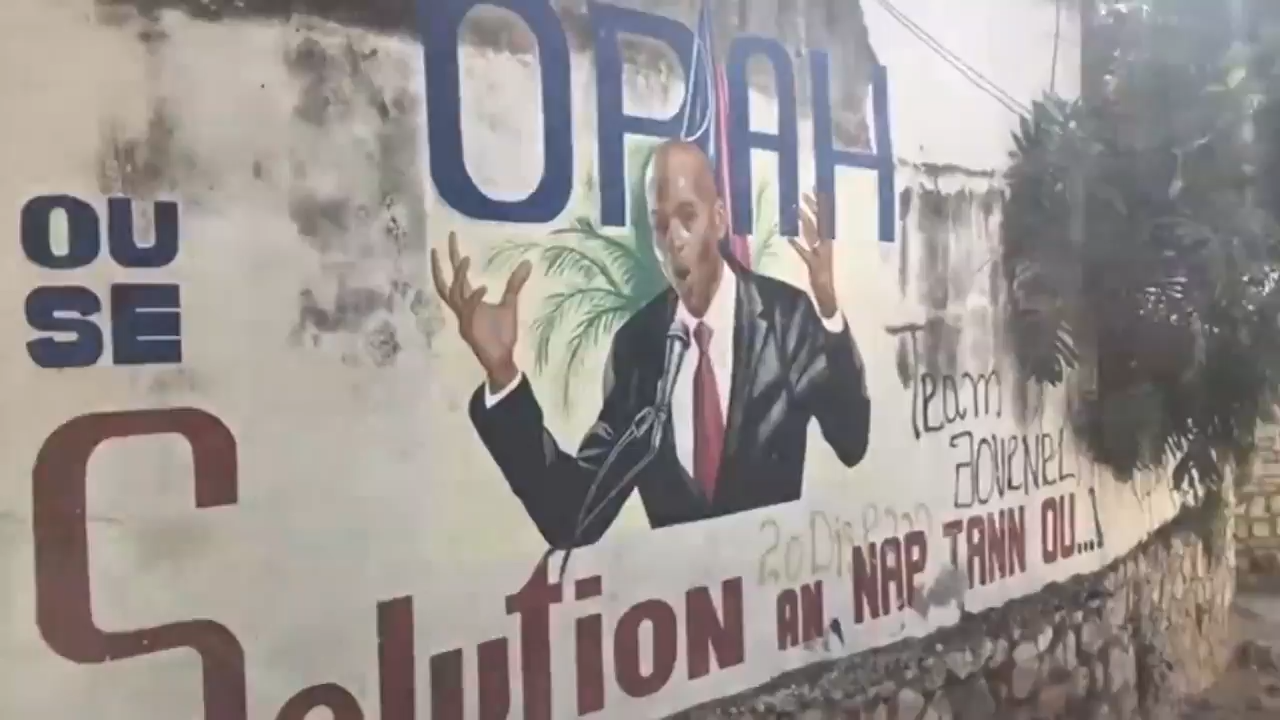 OPAH
OU
SE
Team
JOVENEL
Solution AN, NAP TANN OU...!